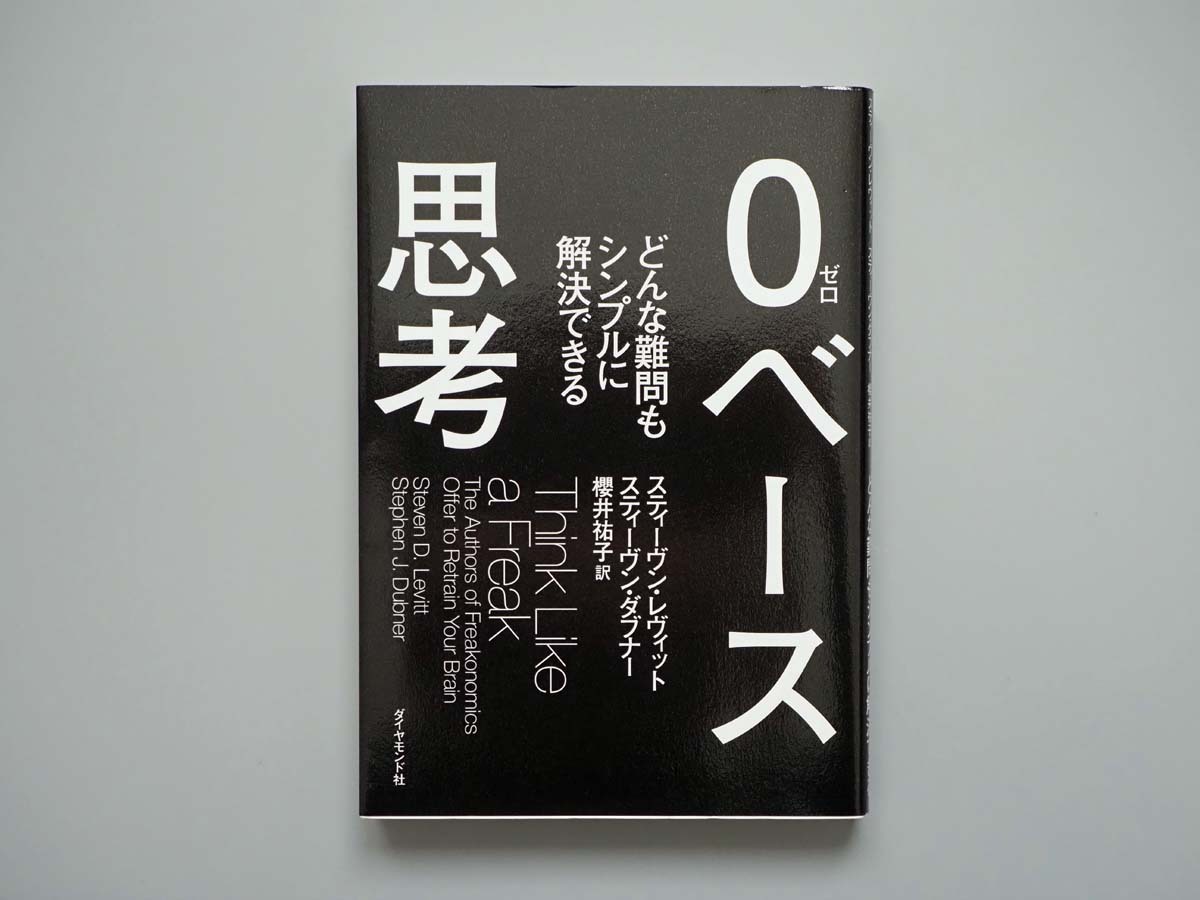 0ベース
ゼロ
思考
どんな難問も
シンプルに
解決できる
スティーヴン・レヴィット
スティーヴン・ダブナー
櫻井祐子 訳
Think Like
a Freak
The Authors of Freakonomics
Offer to Retrain Your Brain
Steven D. Levitt
Stephen J. Dubner
ダイヤモンド社